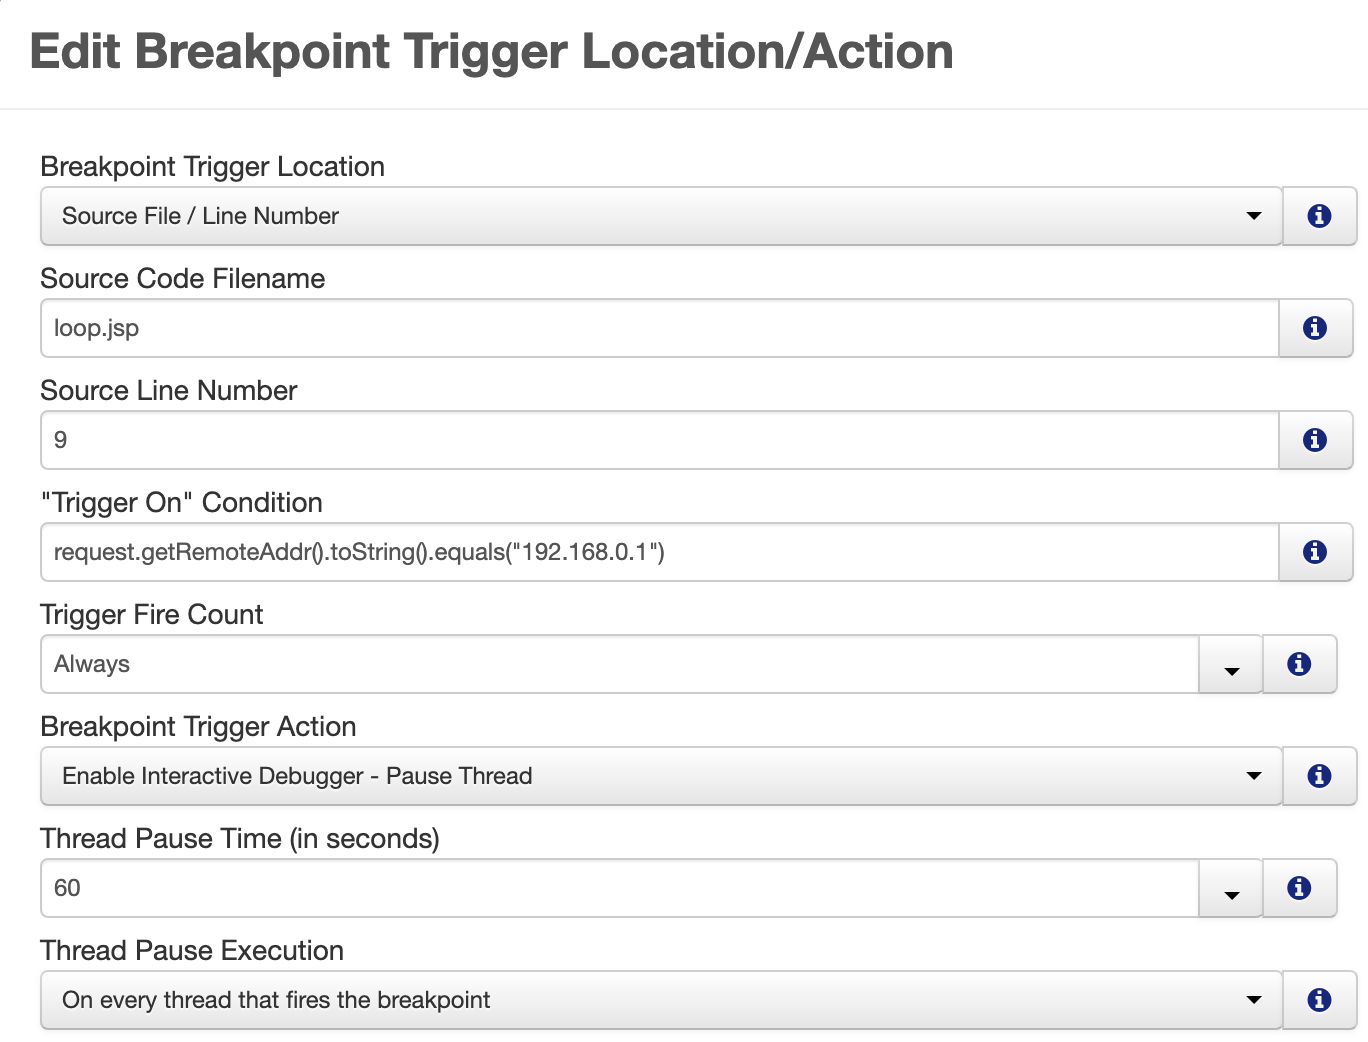 Edit Breakpoint Trigger Location/Action
Breakpoint Trigger Location
Source File / Line Number
Source Code Filename
loop.jsp
Source Line Number
9
"Trigger On" Condition
request.getRemoteAddr().toString().equals("192.168.0.1")
Trigger Fire Count
Always
Breakpoint Trigger Action
Enable Interactive Debugger - Pause Thread
Thread Pause Time (in seconds)
60
Thread Pause Execution
On every thread that fires the breakpoint